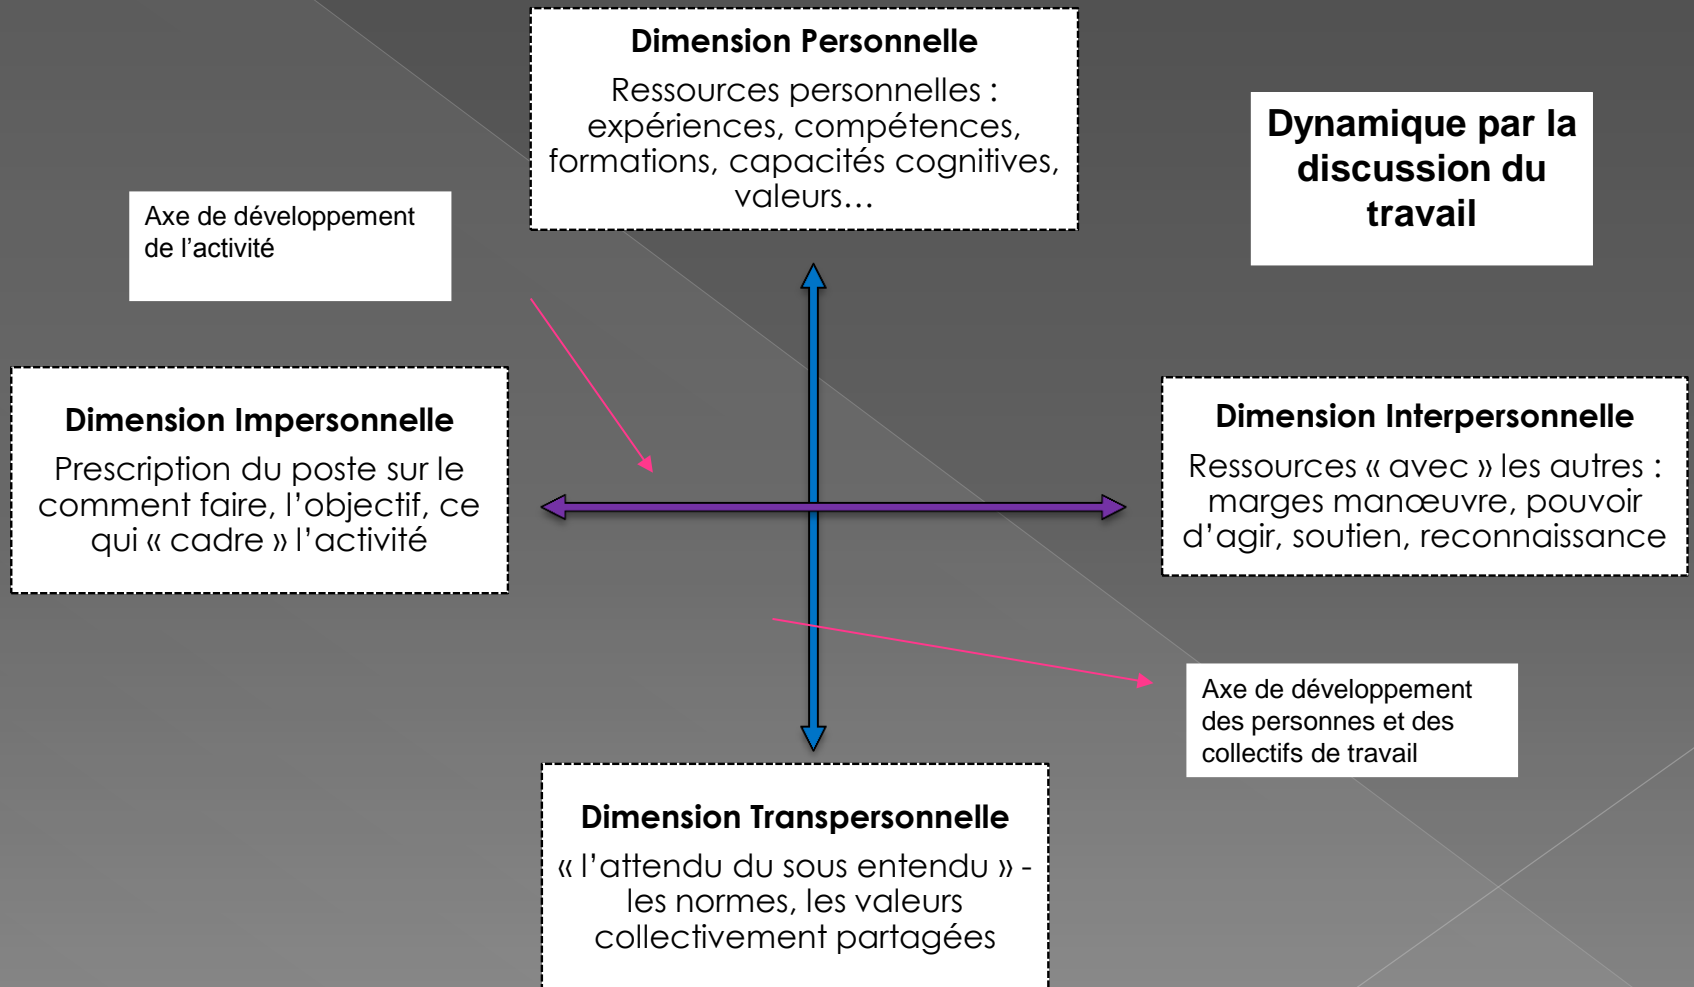 Dimension Personnelle
Ressources personnelles :
expériences, compétences,
formations, capacités cognitives,
valeurs…
Dynamique par la
discussion du
travail
Axe de développement
de l’activité
Dimension Impersonnelle
Prescription du poste sur le
comment faire, l’objectif, ce
qui « cadre » l’activité
Dimension Interpersonnelle
Ressources « avec » les autres :
marges manœuvre, pouvoir
d’agir, soutien, reconnaissance
Axe de développement
des personnes et des
collectifs de travail
Dimension Transpersonnelle
« l’attendu du sous entendu » -
les normes, les valeurs
collectivement partagées